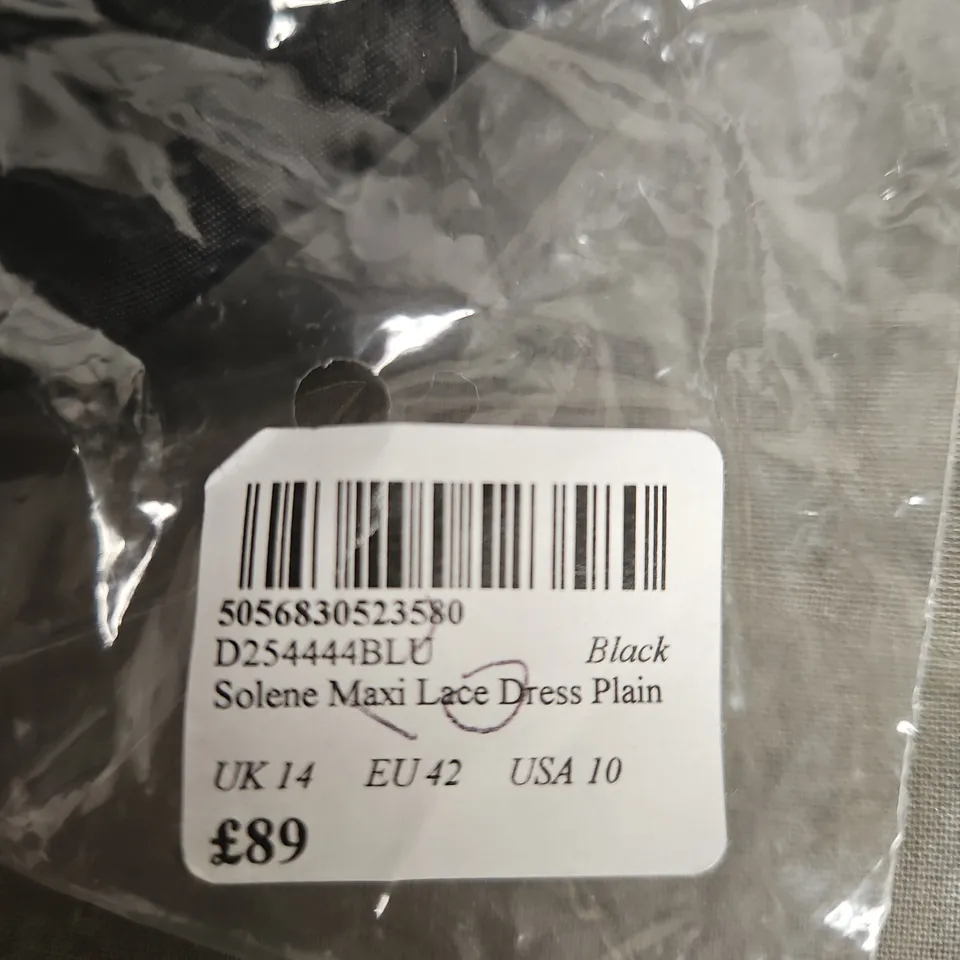 5056830523580
D254444BLU Black
Solene Maxi Lace Dress Plain
UK 14 EU 42 USA 10
£89